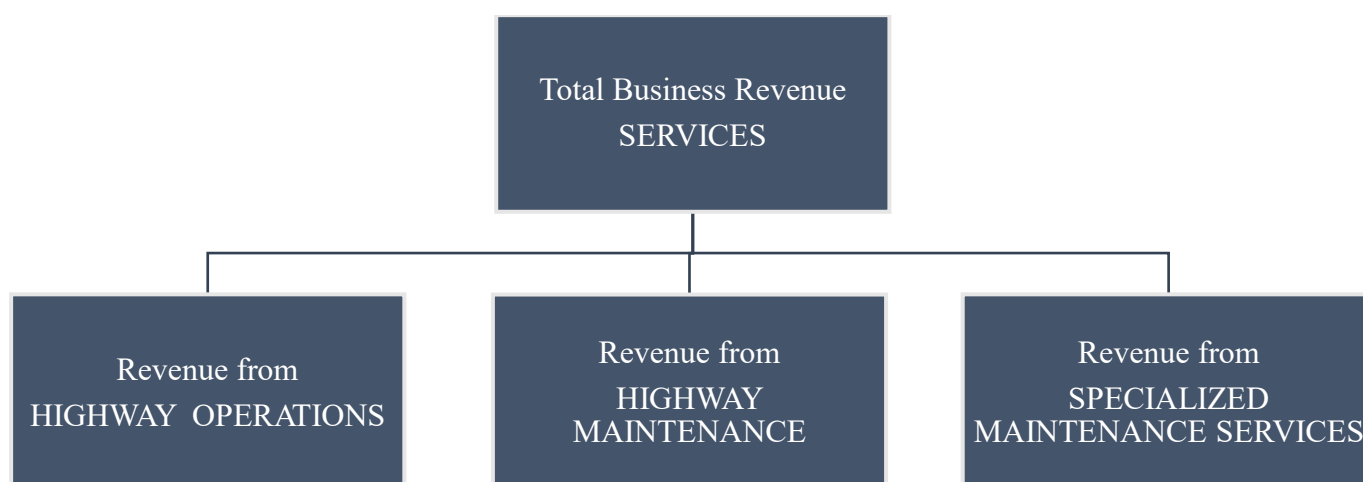 Total Business Revenue
SERVICES
Revenue from
HIGHWAY OPERATIONS
Revenue from
HIGHWAY
MAINTENANCE
Revenue from
SPECIALIZED
MAINTENANCE SERVICES